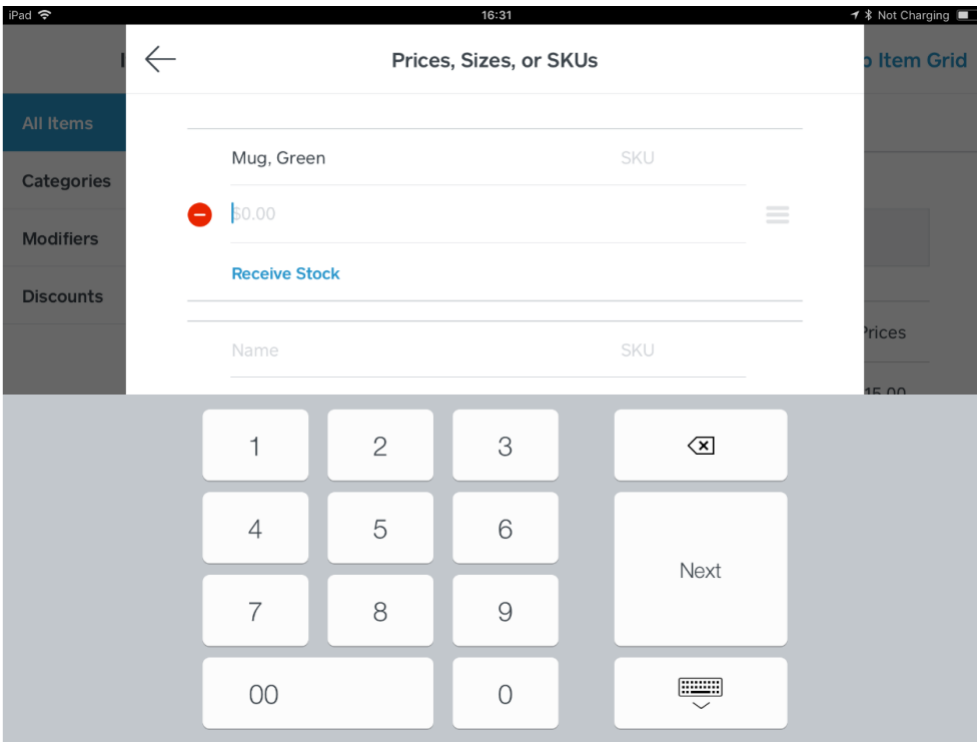 iPad 16:31 Not Charging
Prices, Sizes, or SKUs
Item Grid
All Items
Categories
Modifiers
Discounts
Mug, Green SKU
$0.00
Receive Stock
Name SKU
Prices
15.00
1 2 3
4 5 6
Next
7 8 9
00 0